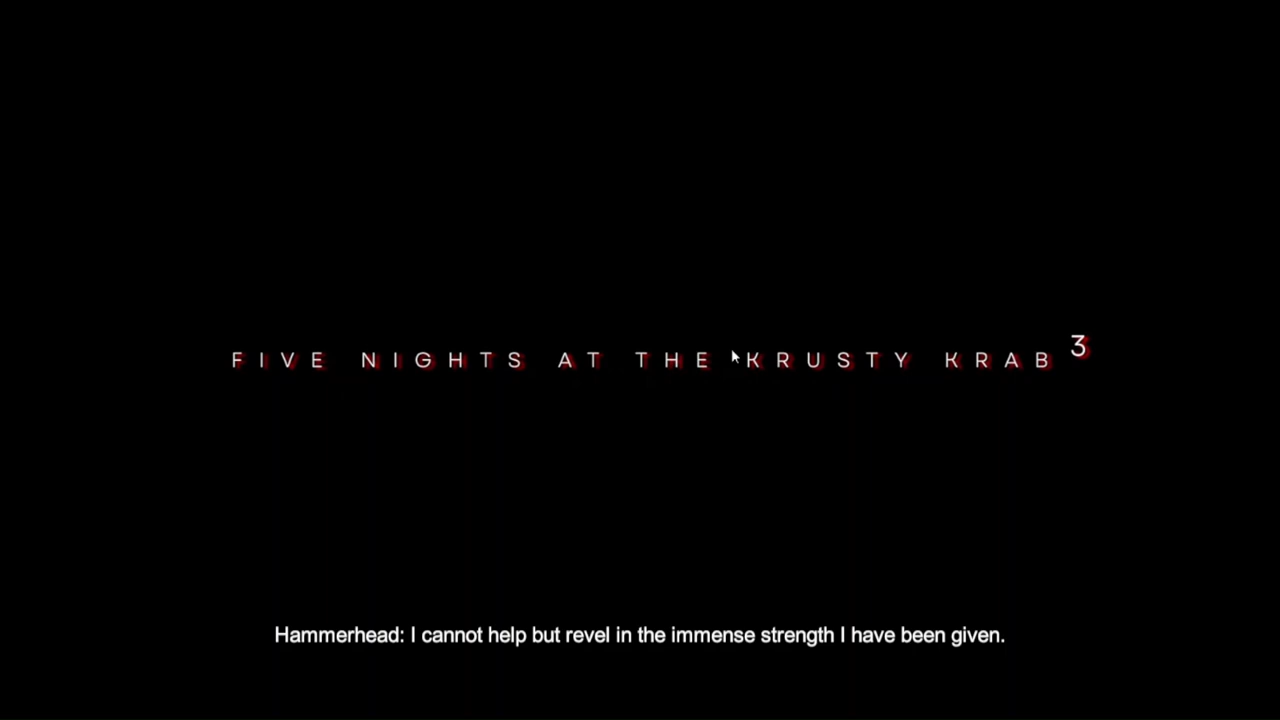 FIVE NIGHTS AT THE KRUSTY KRAB 3
Hammerhead: I cannot help but revel in the immense strength I have been given.